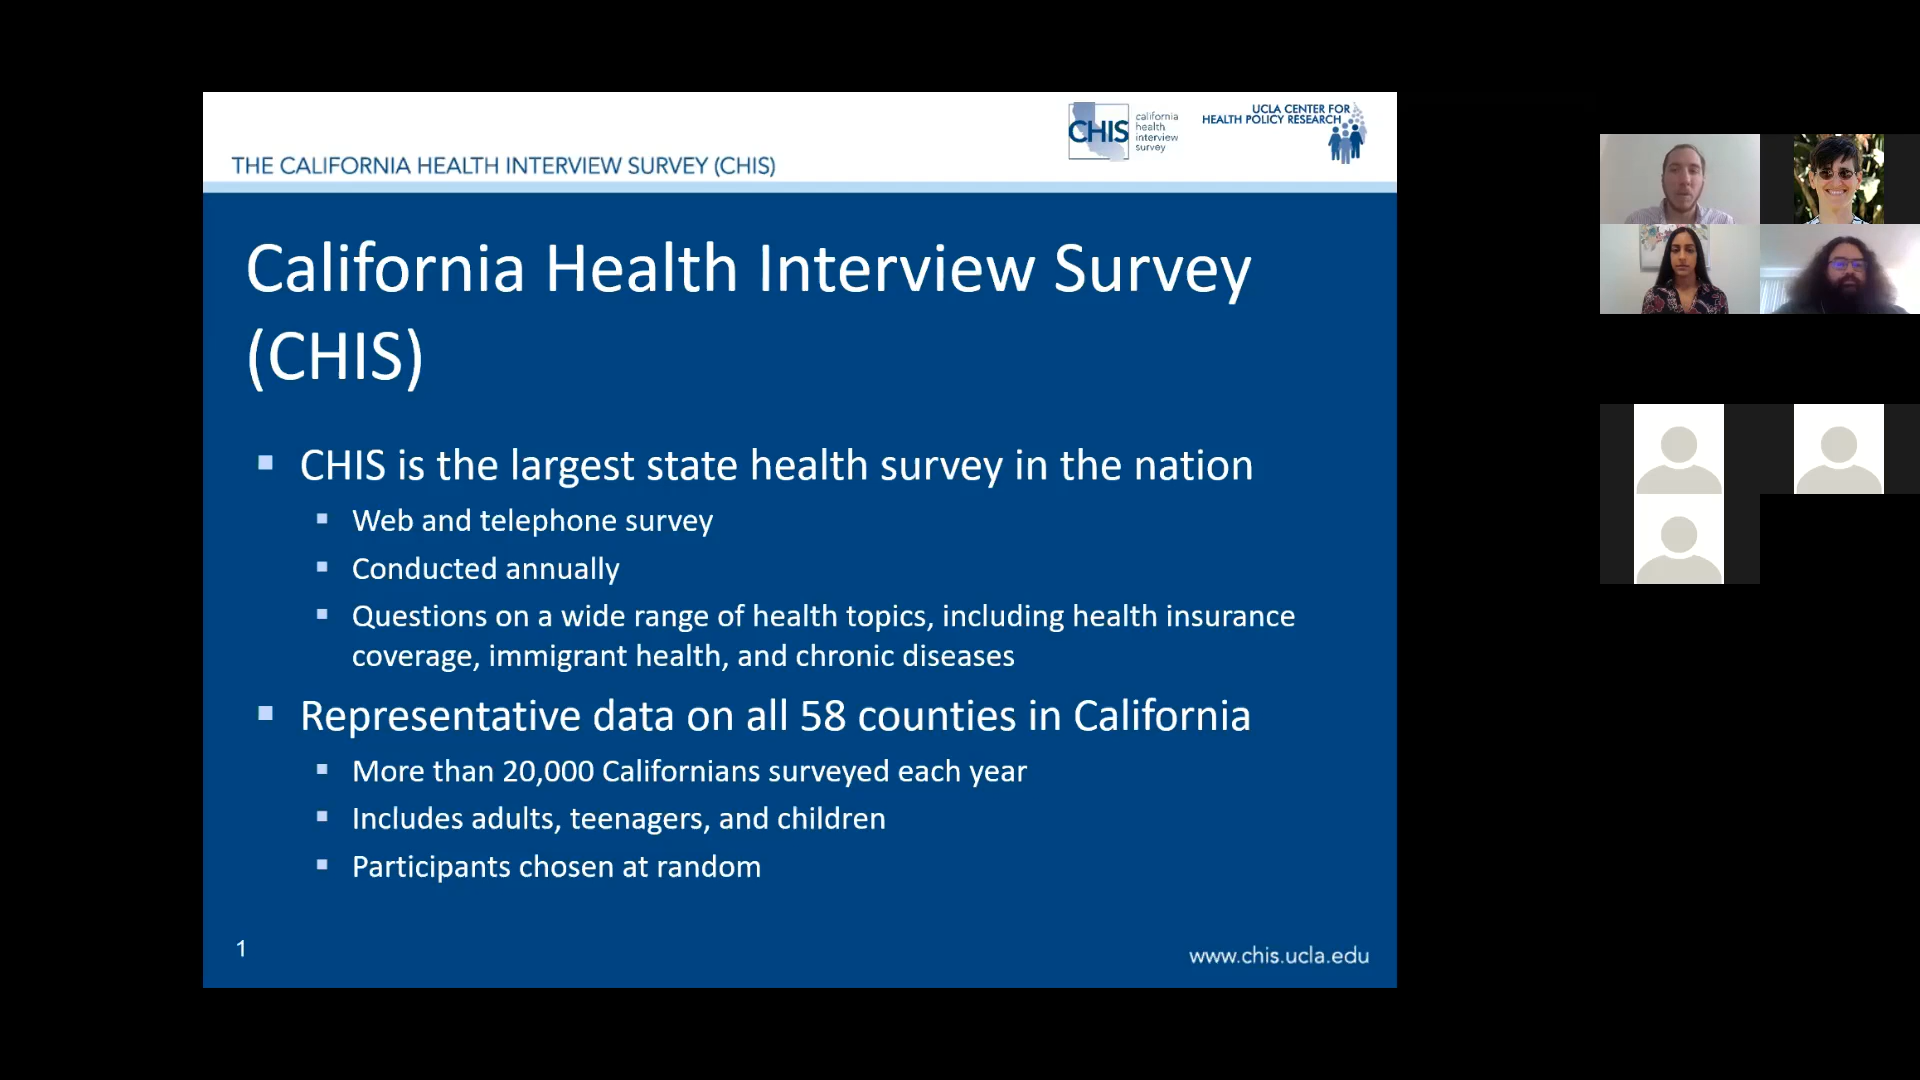 CHIS
california
health
interview
survey
UCLA CENTER FOR
HEALTH POLICY RESEARCH
THE CALIFORNIA HEALTH INTERVIEW SURVEY (CHIS)
California Health Interview Survey
(CHIS)
CHIS is the largest state health survey in the nation
Web and telephone survey
Conducted annually
Questions on a wide range of health topics, including health insurance
coverage, immigrant health, and chronic diseases
Representative data on all 58 counties in California
More than 20,000 Californians surveyed each year
Includes adults, teenagers, and children
Participants chosen at random
1
www.chis.ucla.edu